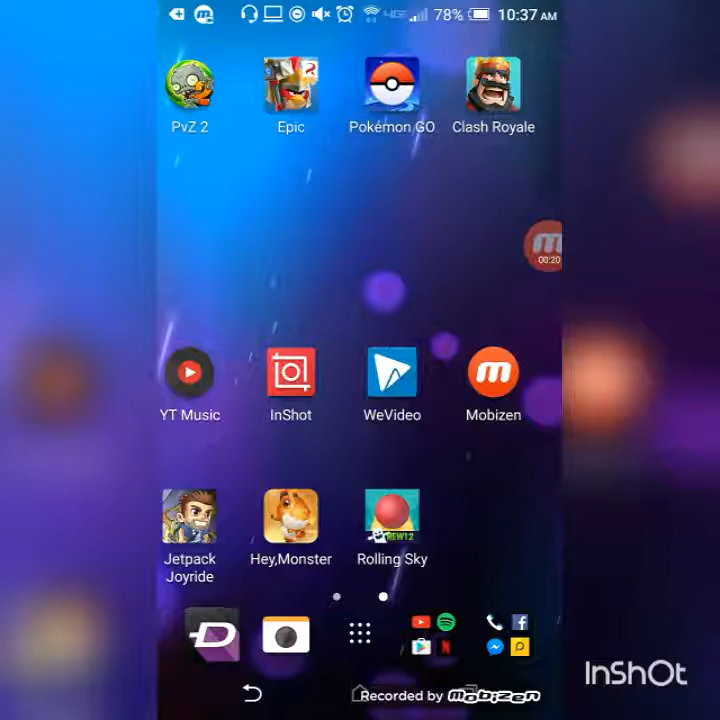 78% 10:37 AM
PvZ 2 Epic Pokémon GO Clash Royale
00:20
YT Music InShot WeVideo Mobizen
Jetpack Joyride Hey,Monster Rolling Sky
Recorded by mobizen
InShOt